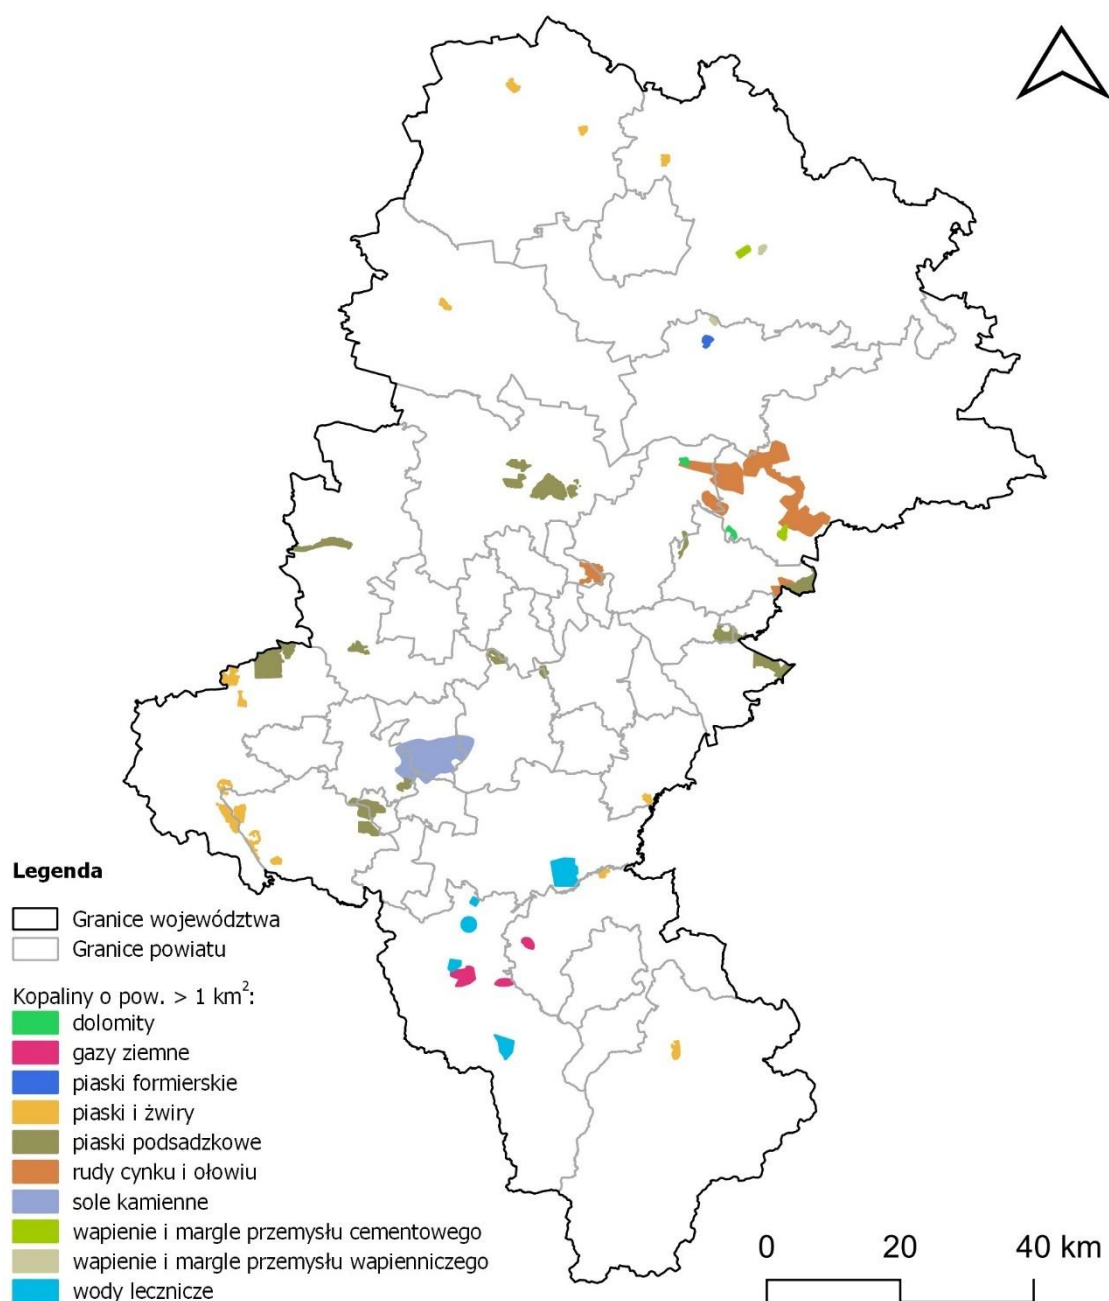 Legenda
Granice województwa
Granice powiatu
Kopaliny o pow. > 1 km²:
dolomity
gazy ziemne
piaski formierskie
piaski i żwiry
piaski podsadzkowe
rudy cynku i ołowiu
sole kamienne
wapienie i margle przemysłu cementowego
wapienie i margle przemysłu wapienniczego
wody lecznicze
0 20 40 km